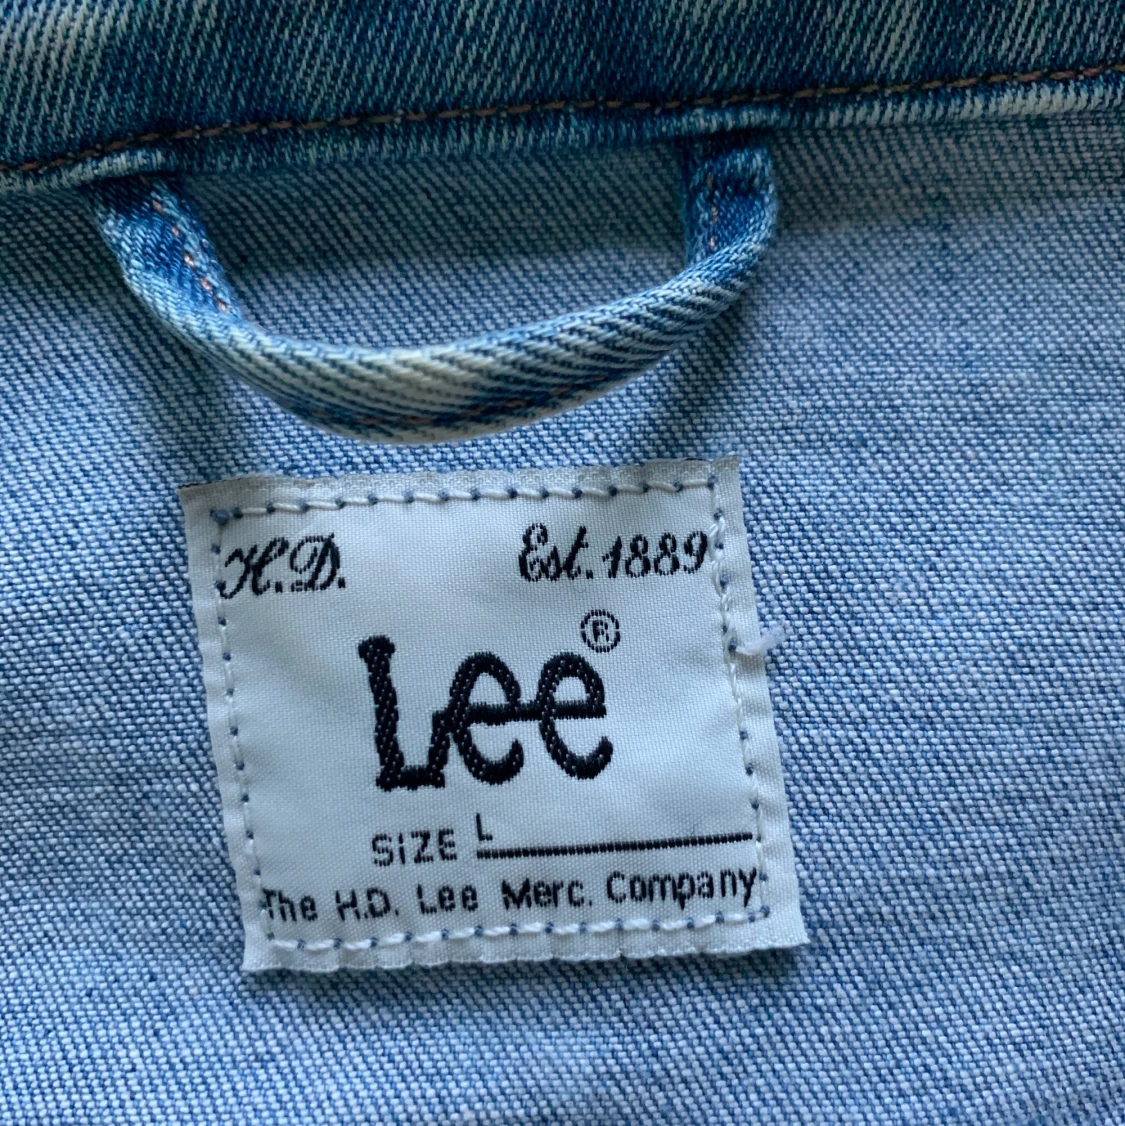 H.D. Est. 1889
Lee®
SIZE L
The H.D. Lee Merc. Company